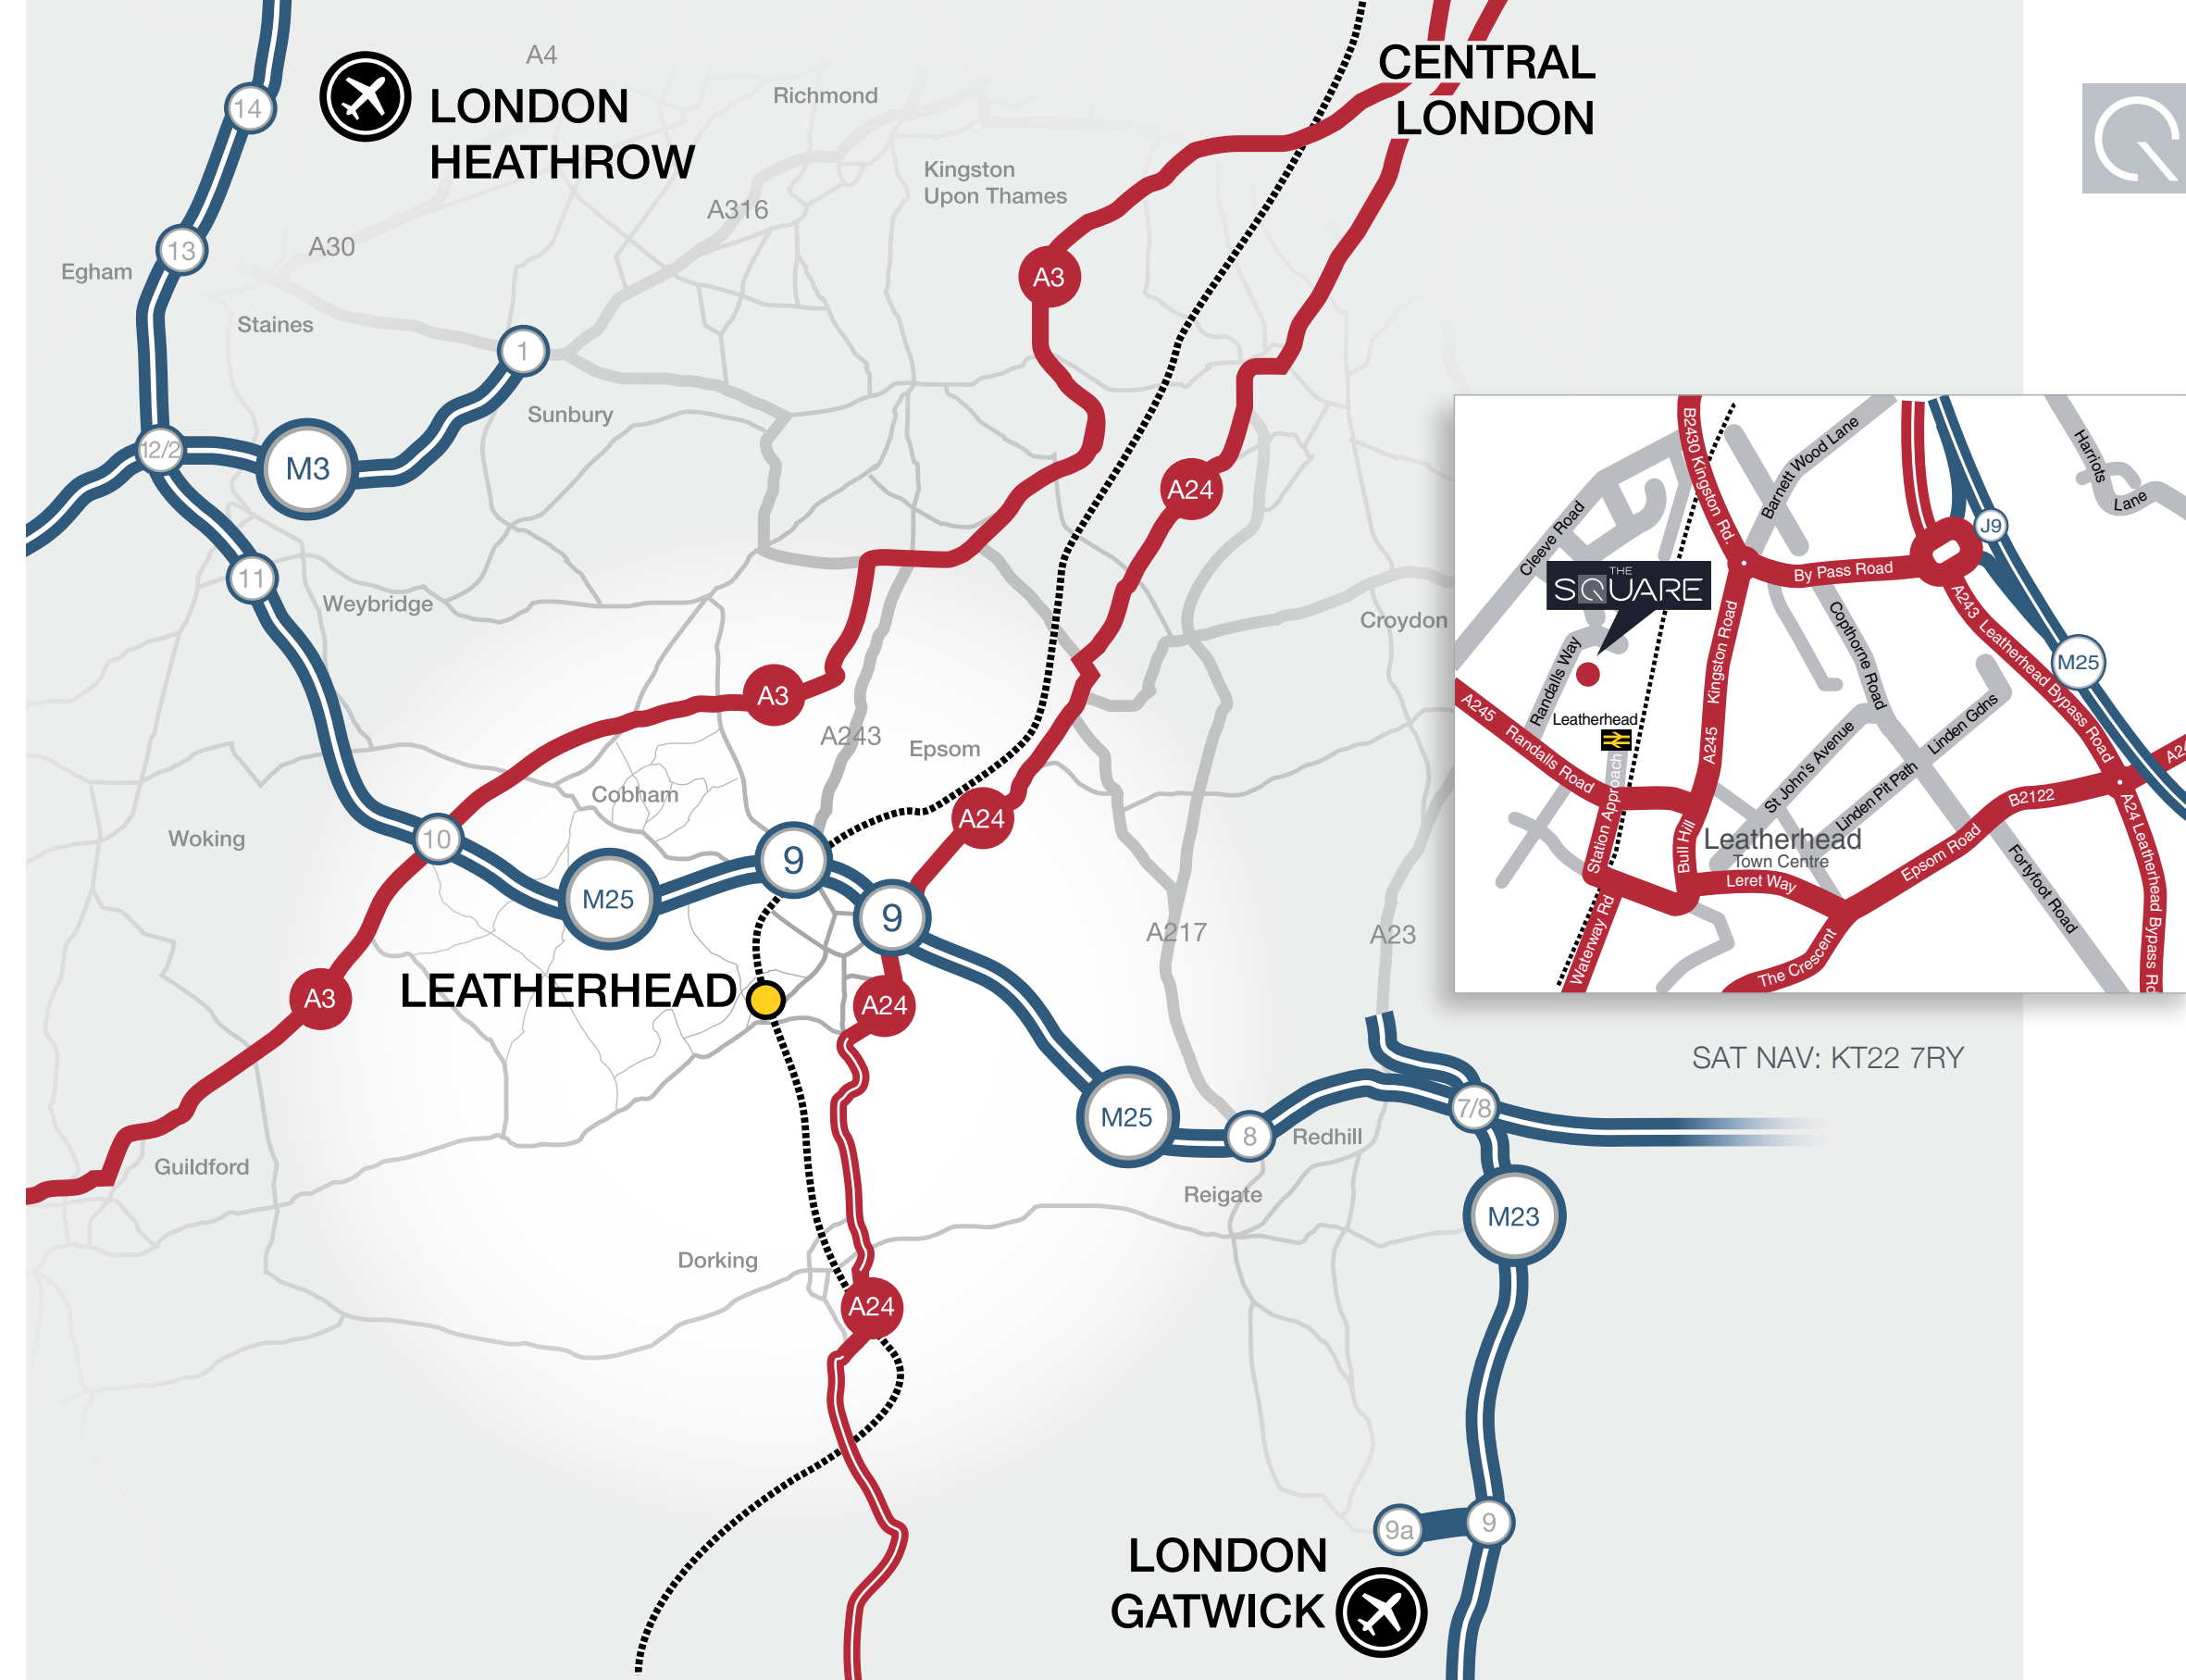 A4
LONDON
HEATHROW
14
Richmond
CENTRAL
LONDON
Kingston
Upon Thames
A316
A30
13
Egham
Staines
A3
1
Sunbury
12/2
M3
A24
11
Weybridge
Croydon
A3
A243
Epsom
Cobham
A24
Woking
10
9
M25
9
A217
A23
LEATHERHEAD
A3
A24
M25
8
Redhill
7/8
Guildford
Reigate
M23
Dorking
A24
9a
9
LONDON
GATWICK
B2430 Kingston Rd.
Barnett Wood Lane
Harriots
Lane
Cleeve Road
J9
By Pass Road
THE
SQUARE
A243 Leatherhead Bypass Road
Copthorne Road
M25
Randalls Way
A245 Kingston Road
Leatherhead
A245 Randalls Road
Linden Gdns
St John's Avenue
Linden Pit Path
B2122
Station Approach
Bull Hill
Leatherhead
Town Centre
Leret Way
Epsom Road
Fortyfoot Road
A24 Leatherhead Bypass
Waterway Rd
The Crescent
SAT NAV: KT22 7RY